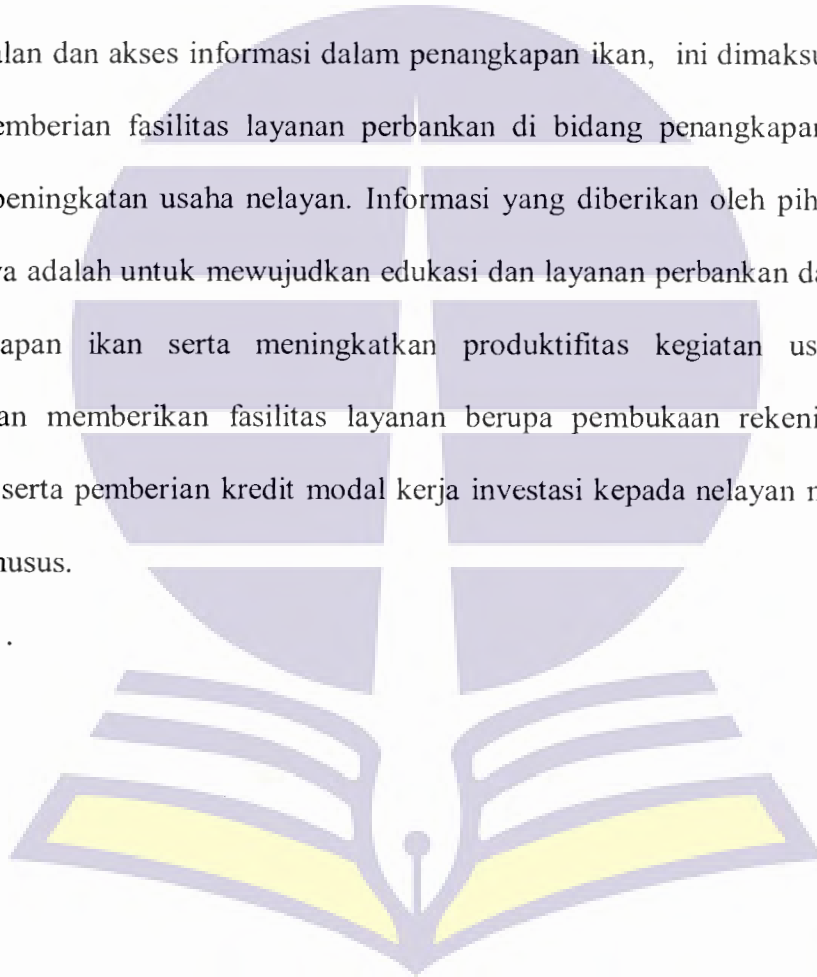 alan dan akses informasi dalam penangkapan ikan, ini dimaksu
emberian fasilitas layanan perbankan di bidang penangkapan
peningkatan usaha nelayan. Informasi yang diberikan oleh pih
a adalah untuk mewujudkan edukasi dan layanan perbankan da
apan ikan serta meningkatkan produktifitas kegiatan us
an memberikan fasilitas layanan berupa pembukaan rekeni
serta pemberian kredit modal kerja investasi kepada nelayan n
husus.
.